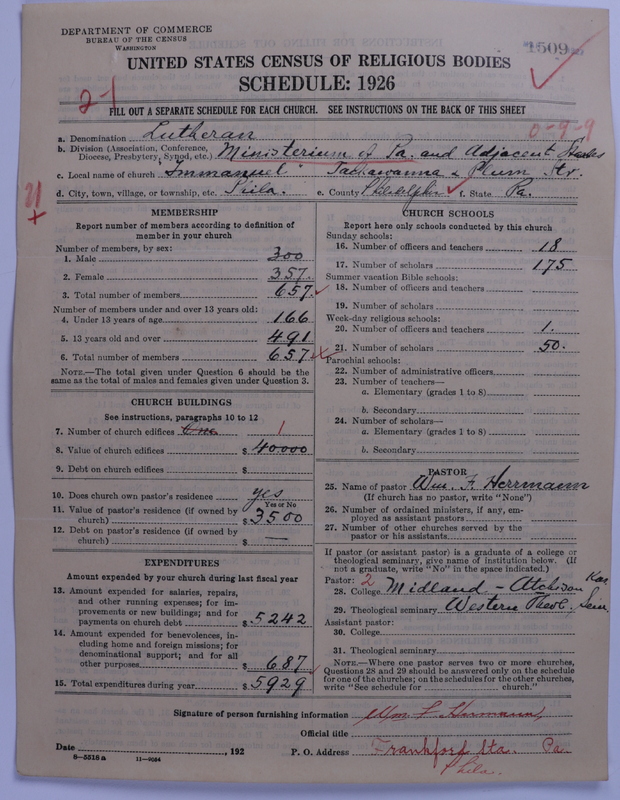 DEPARTMENT OF COMMERCE
BUREAU OF THE CENSUS
WASHINGTON
1509
UNITED STATES CENSUS OF RELIGIOUS BODIES
SCHEDULE: 1926
2-1
FILL OUT A SEPARATE SCHEDULE FOR EACH CHURCH. SEE INSTRUCTIONS ON THE BACK OF THIS SHEET
0-9-9
a. Denomination Lutheran
b. Division (Association, Conference, Diocese, Presbytery, Synod, etc.) Ministerium of Pa. and Adjacent States
c. Local name of church Immanuel Tackawanna & Plum Str.
d. City, town, village, or township, etc. Phila. e. County Philadelphia f. State Pa.
MEMBERSHIP
Report number of members according to definition of
member in your church
Number of members, by sex:
1. Male 300
2. Female 357.
3. Total number of members 657.
Number of members under and over 13 years old:
4. Under 13 years of age 166
5. 13 years old and over 491
6. Total number of members 657.
NOTE.—The total given under Question 6 should be the
same as the total of males and females given under Question 3.
CHURCH BUILDINGS
See instructions, paragraphs 10 to 12
7. Number of church edifices One 1
8. Value of church edifices $ 40000
9. Debt on church edifices $
10. Does church own pastor's residence yes
Yes or No
11. Value of pastor's residence (if owned by
church) $ 3500
12. Debt on pastor's residence (if owned by
church) $ —
EXPENDITURES
Amount expended by your church during last fiscal year
13. Amount expended for salaries, repairs,
and other running expenses; for im-
provements or new buildings; and for
payments on church debt $ 5242
14. Amount expended for benevolences, in-
cluding home and foreign missions; for
denominational support; and for all
other purposes $ 687
15. Total expenditures during year $ 5929
CHURCH SCHOOLS
Report here only schools conducted by this church
Sunday schools:
16. Number of officers and teachers 18
17. Number of scholars 175
Summer vacation Bible schools:
18. Number of officers and teachers
19. Number of scholars
Week-day religious schools:
20. Number of officers and teachers 1.
21. Number of scholars 50.
Parochial schools:
22. Number of administrative officers
23. Number of teachers—
a. Elementary (grades 1 to 8)
b. Secondary
24. Number of scholars—
a. Elementary (grades 1 to 8)
b. Secondary
PASTOR
25. Name of pastor Wm. F. Herrmann
(If church has no pastor, write "None")
26. Number of ordained ministers, if any, em-
ployed as assistant pastors
27. Number of other churches served by the
pastor or his assistants
If pastor (or assistant pastor) is a graduate of a college or
theological seminary, give name of institution below. (If
not a graduate, write "No" in the space indicated.)
Pastor: 2
28. College Midland - Atchison Kan.
29. Theological seminary Western Theol. Sem
Assistant pastor:
30. College
31. Theological seminary
NOTE.—Where one pastor serves two or more churches,
Questions 28 and 29 should be answered only on the schedule
for one of the churches; on the schedules for the other churches,
write "See schedule for church."
Signature of person furnishing information Wm F. Herrmann,
Official title
Date , 192 P. O. Address Frankford Sta. Pa.
Phila.
8-5518a 11-9064